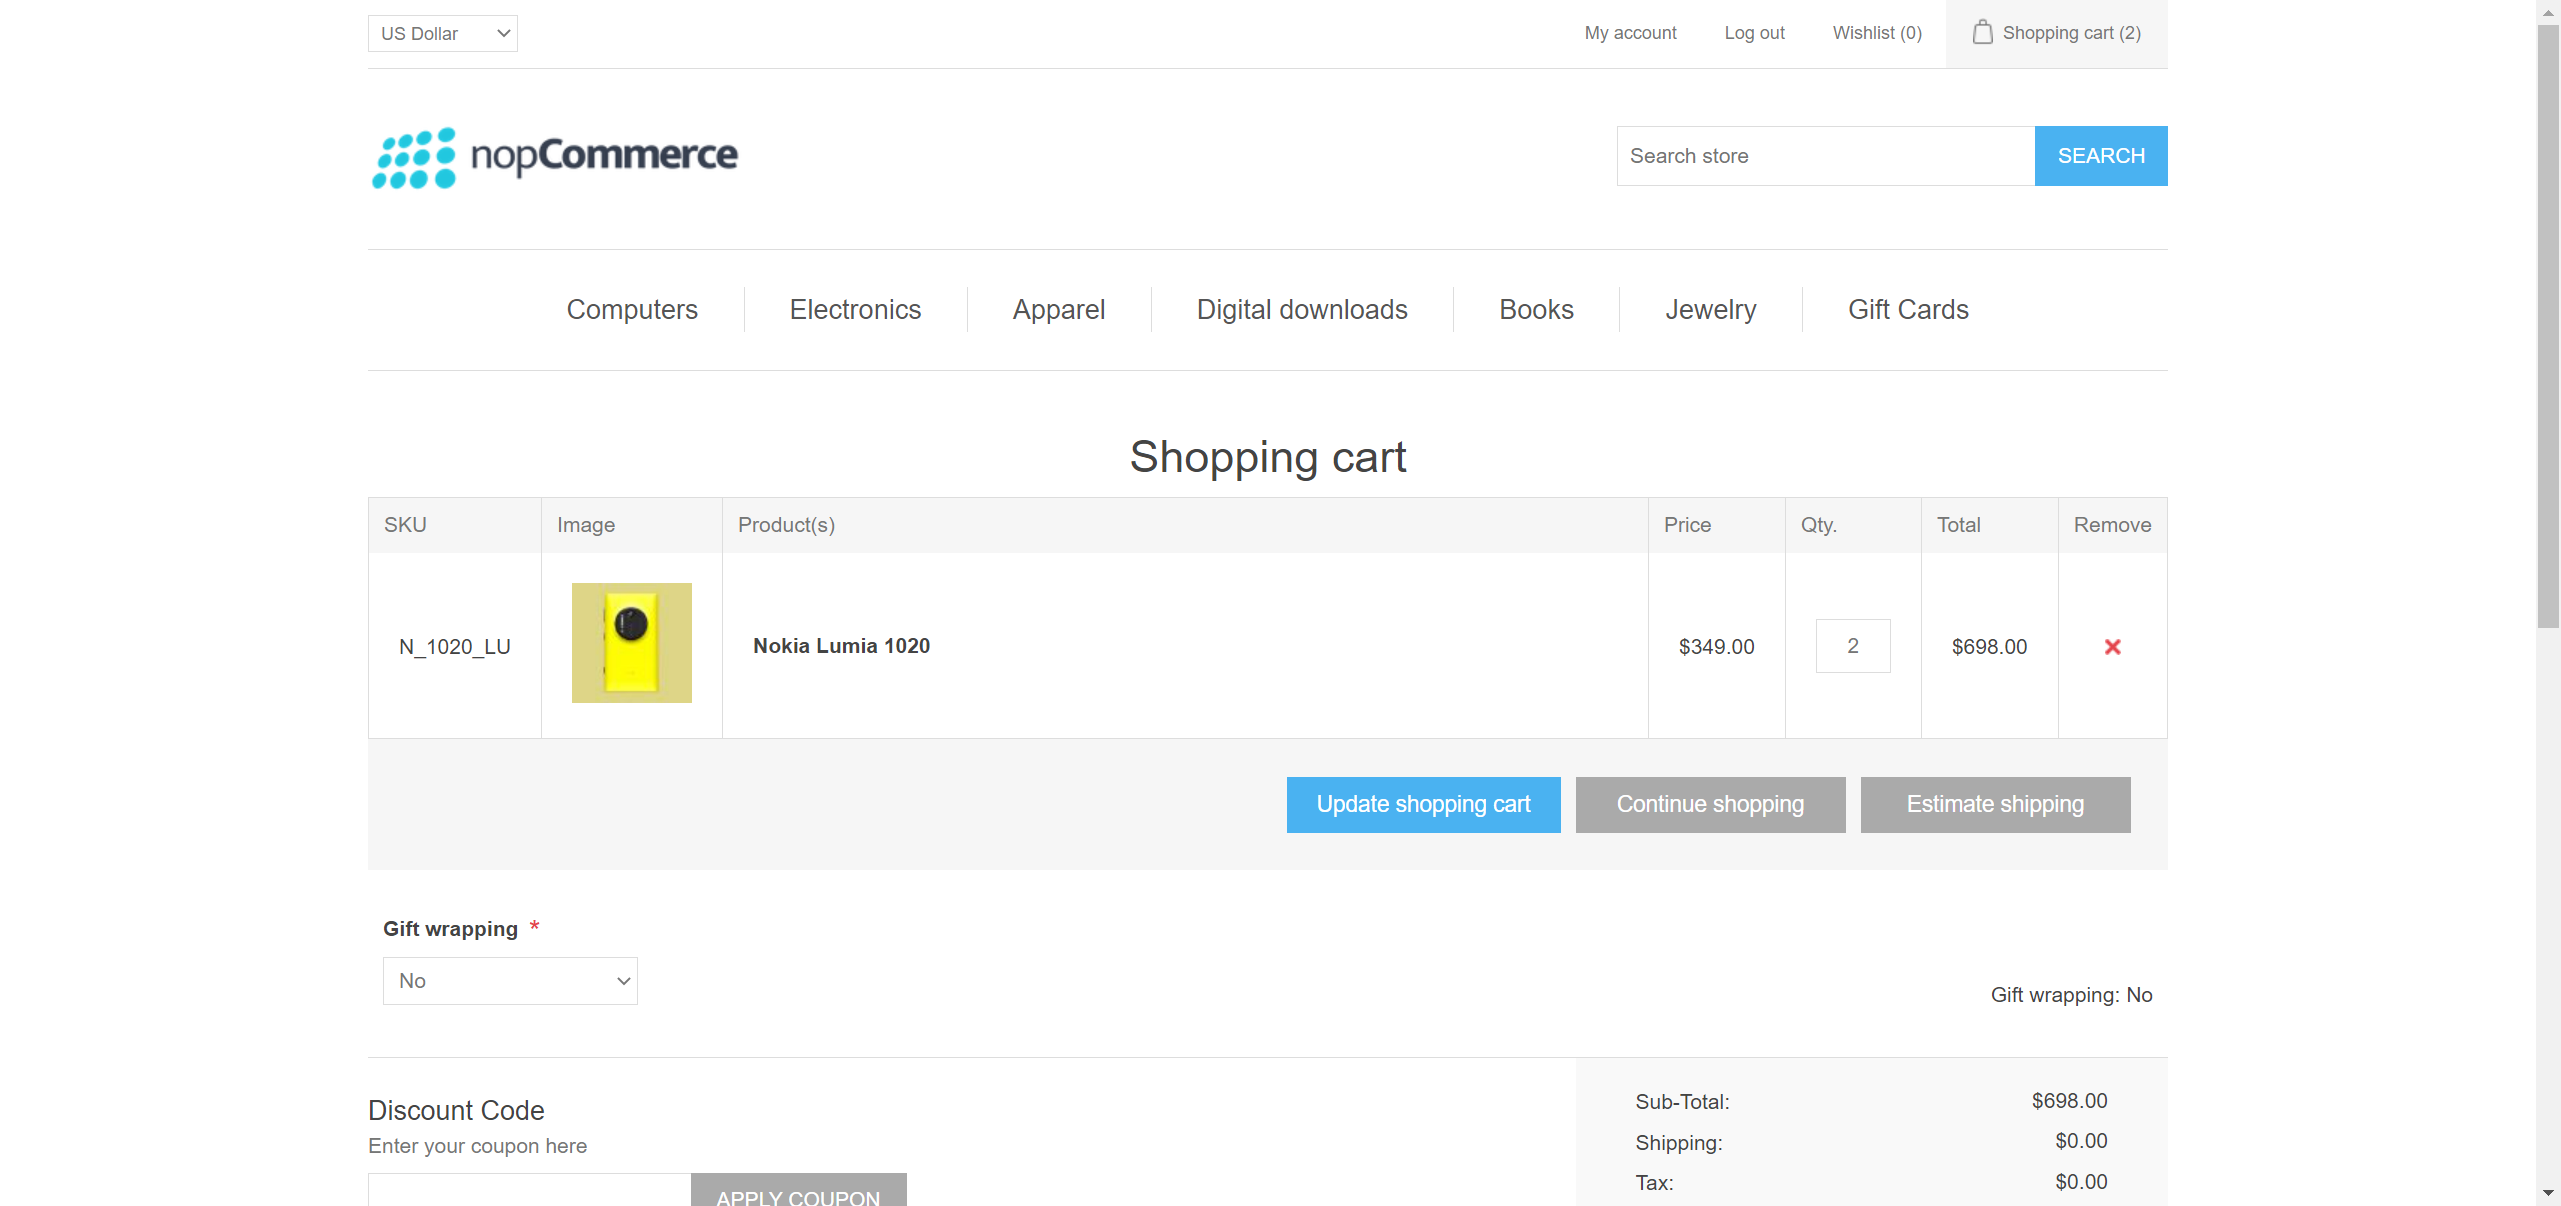 US Dollar
My account
Log out
Wishlist (0)
Shopping cart (2)
nopCommerce
Search store
SEARCH
Computers
Electronics
Apparel
Digital downloads
Books
Jewelry
Gift Cards
Shopping cart
SKU Image Product(s) Price Qty. Total Remove
N_1020_LU Nokia Lumia 1020 $349.00 2 $698.00
Update shopping cart
Continue shopping
Estimate shipping
Gift wrapping *
No
Gift wrapping: No
Discount Code
Enter your coupon here
APPLY COUPON
Sub-Total: $698.00
Shipping: $0.00
Tax: $0.00